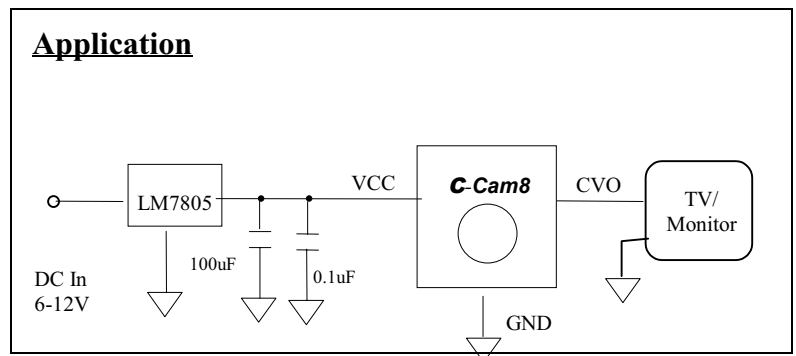 Application
LM7805
VCC
C-Cam8
CVO
TV/
Monitor
100uF
0.1uF
DC In
6-12V
GND